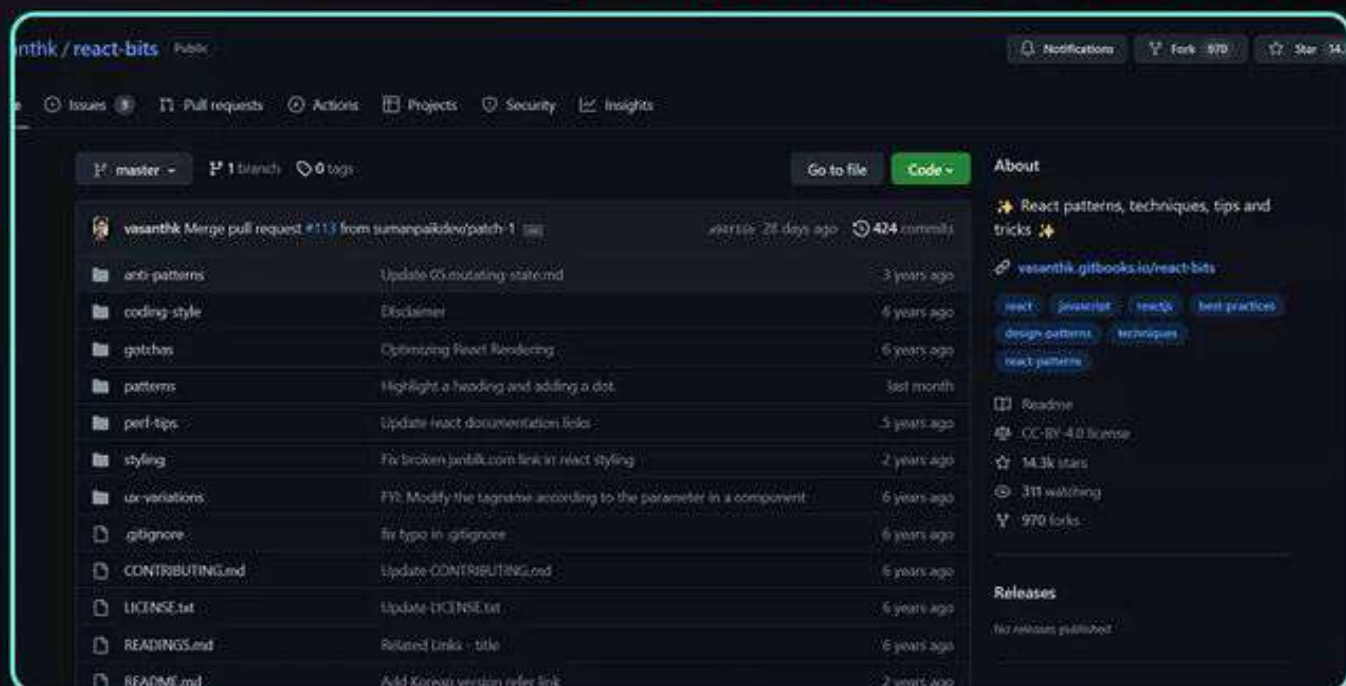 nthk / react-bits Public
Notifications Fork 970 Star 14.
Issues 9 Pull requests Actions Projects Security Insights
master 1 branch 0 tags Go to file Code
vasanthk Merge pull request #113 from sumanpaikdev/patch-1 28 days ago 424 commits
anti-patterns Update 05.mutating-state.md 3 years ago
coding-style Disclaimer 4 years ago
gotchas Optimizing React Rendering 6 years ago
patterns Highlight a heading and adding a dot. last month
perf-tips Update react documentation links 5 years ago
styling Fix broken link in react styling 2 years ago
ux-variations FYI: Modify the tagname according to the parameter in a component 6 years ago
.gitignore fix typo in .gitignore 6 years ago
CONTRIBUTING.md Update CONTRIBUTING.md 6 years ago
LICENSE.txt Update LICENSE.txt 6 years ago
READINGS.md Related Links - title 6 years ago
README.md Add Korean version refer link 2 years ago
About
✨ React patterns, techniques, tips and
tricks ✨
vasanthk.gitbooks.io/react-bits
react javascript reactjs best-practices
design-patterns techniques
react-patterns
Readme
CC-BY-4.0 license
14.3k stars
311 watching
970 forks
Releases
No releases published